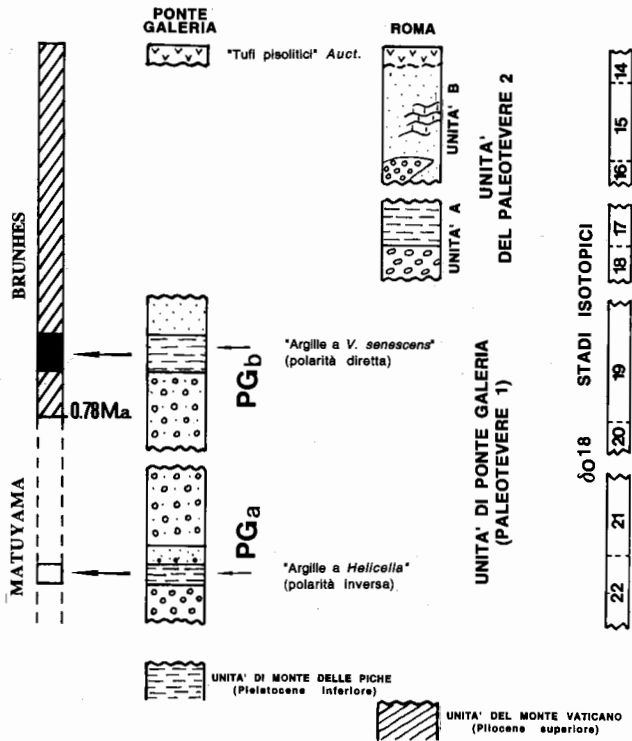 PONTE
GALERIA
ROMA
"Tufi pisolitici" Auct.
BRUNHES
MATUYAMA
0.78Ma
PGb
PGa
"Argille a V. senescens"
(polarità diretta)
"Argille a Helicella"
(polarità inversa)
UNITA' B
UNITA' A
UNITA'
DEL PALEOTEVERE 2
UNITA' DI PONTE GALERIA
(PALEOTEVERE 1)
δO18 STADI ISOTOPICI
14
15
16
17
18
19
20
21
22
UNITA' DI MONTE DELLE PICHE
(Pleistocene Inferiore)
UNITA' DEL MONTE VATICANO
(Pliocene superiore)